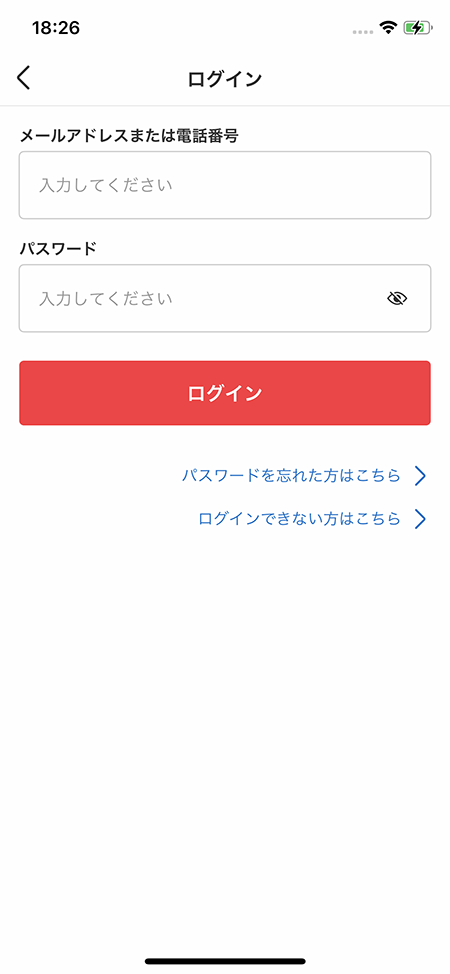 18:26
ログイン
メールアドレスまたは電話番号
入力してください
パスワード
入力してください
ログイン
パスワードを忘れた方はこちら
ログインできない方はこちら